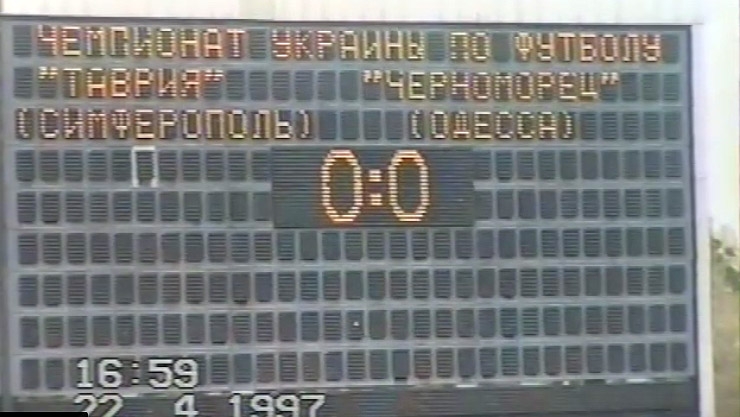 ЧЕМПИОНАТ УКРАИНЫ ПО ФУТБОЛУ
"ТАВРИЯ" "ЧЕРНОМОРЕЦ"
(СИМФЕРОПОЛЬ) (ОДЕССА)
0:0
16:59
22 4 1997